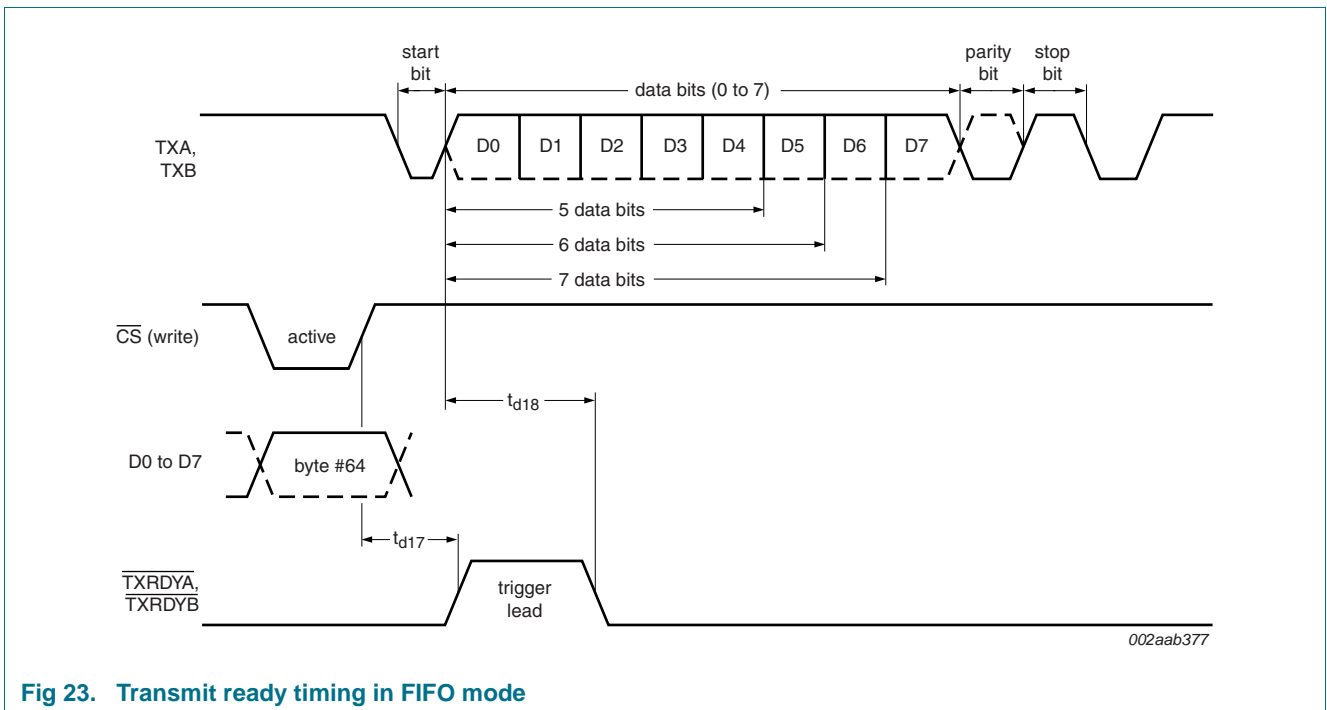 start
bit
data bits (0 to 7)
parity
bit
stop
bit
TXA,
TXB
D0 D1 D2 D3 D4 D5 D6 D7
5 data bits
6 data bits
7 data bits
CS (write)
active
td18
D0 to D7
byte #64
td17
TXRDYA,
TXRDYB
trigger
lead
002aab377
Fig 23. Transmit ready timing in FIFO mode